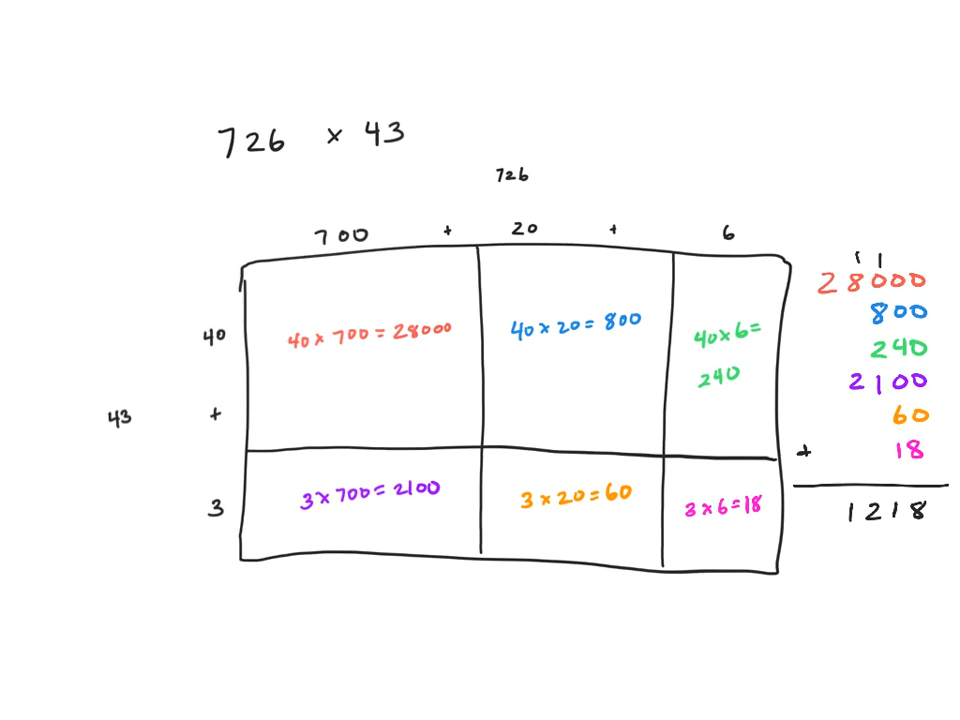 726 × 43
726
700 + 20 + 6
40
40 × 700 = 28000
40 × 20 = 800
40 × 6 =
240
43
+
3
3 × 700 = 2100
3 × 20 = 60
3 × 6 = 18
1 1
28000
800
240
2100
60
+ 18
1218